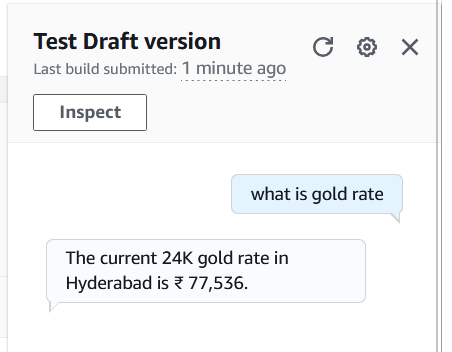 Test Draft version
Last build submitted: 1 minute ago
Inspect
what is gold rate
The current 24K gold rate in
Hyderabad is ₹ 77,536.